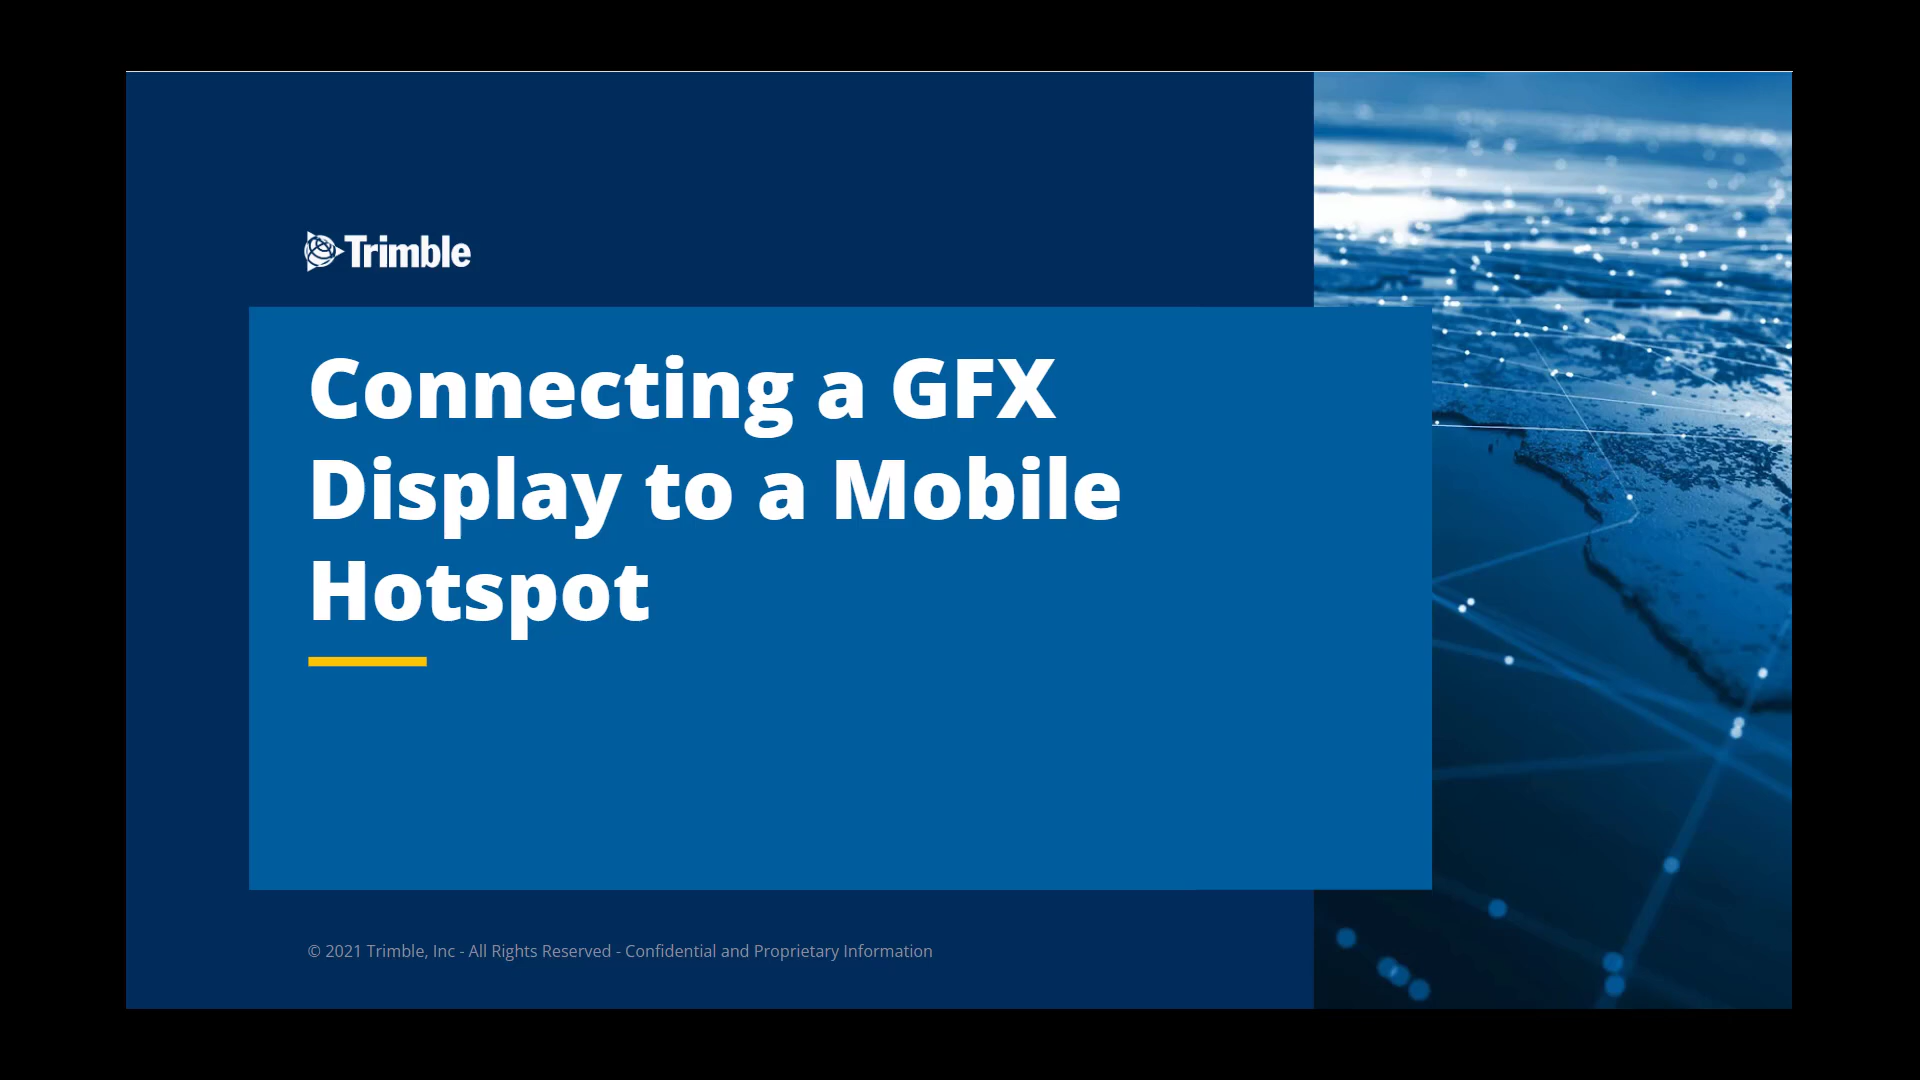 Trimble
Connecting a GFX
Display to a Mobile
Hotspot
© 2021 Trimble, Inc - All Rights Reserved - Confidential and Proprietary Information